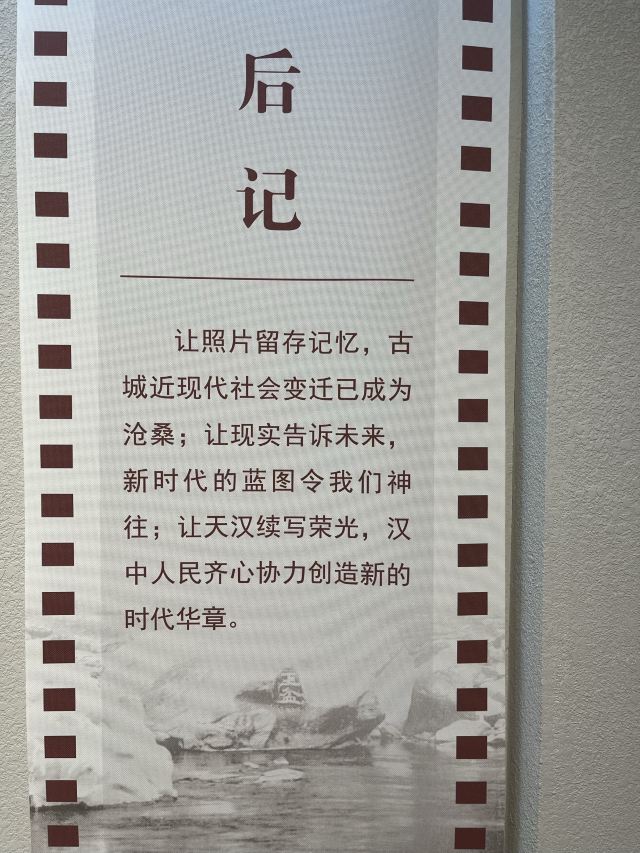 后
记
让照片留存记忆，古
城近现代社会变迁已成为
沧桑；让现实告诉未来，
新时代的蓝图令我们神
往；让天汉续写荣光，汉
中人民齐心协力创造新的
时代华章。